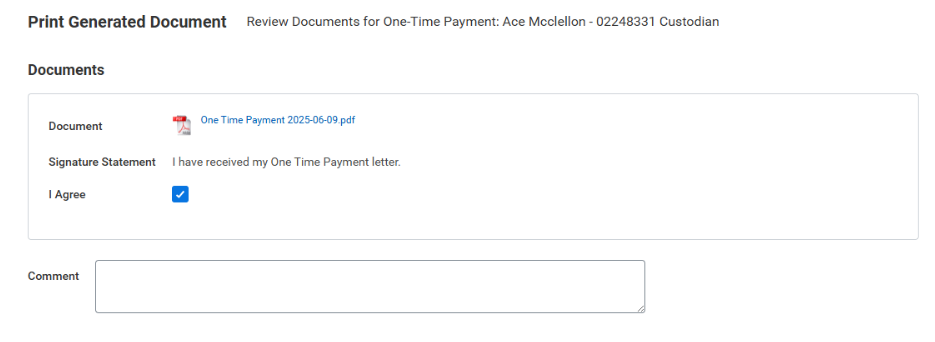 Print Generated Document Review Documents for One-Time Payment: Ace Mcclellon - 02248331 Custodian
Documents
Document One Time Payment 2025-06-09.pdf
Signature Statement I have received my One Time Payment letter.
I Agree
Comment